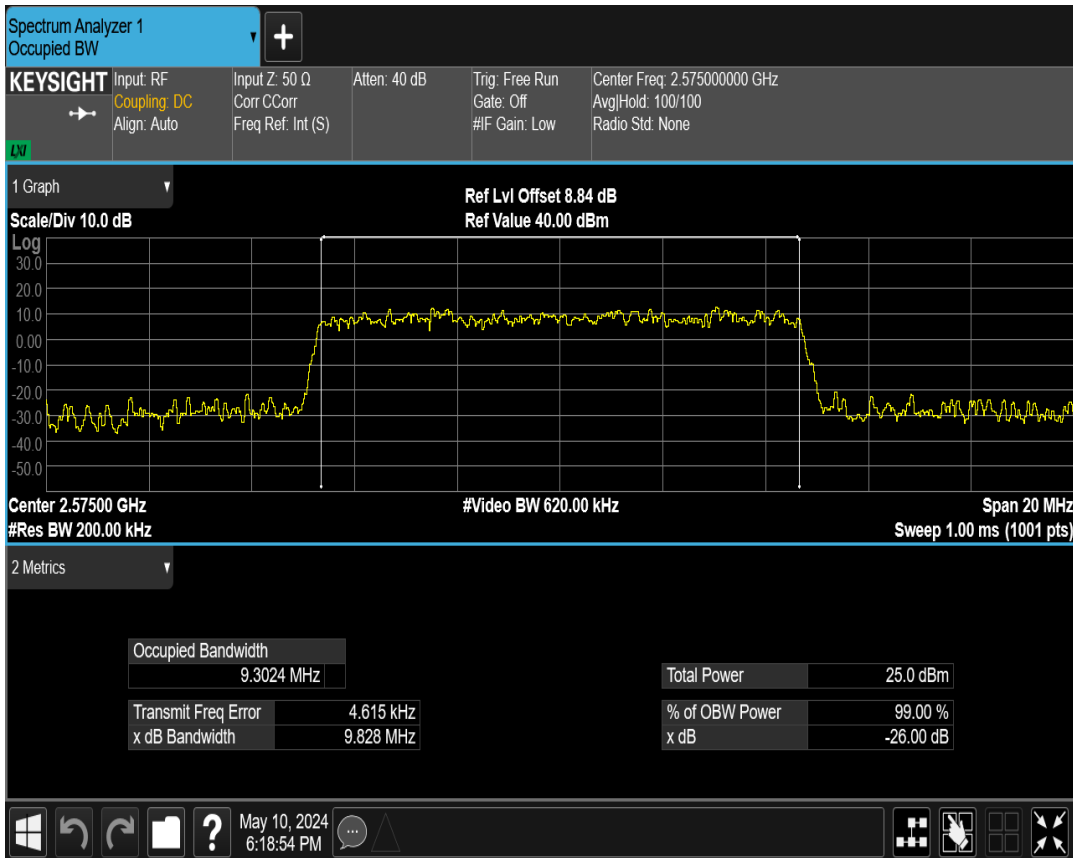 Spectrum Analyzer 1
Occupied BW
+
KEYSIGHT
LXI
Input: RF
Coupling: DC
Align: Auto
Input Z: 50 Ω
Corr CCorr
Freq Ref: Int (S)
Atten: 40 dB
Trig: Free Run
Gate: Off
#IF Gain: Low
Center Freq: 2.575000000 GHz
Avg|Hold: 100/100
Radio Std: None
1 Graph
Scale/Div 10.0 dB
Ref Lvl Offset 8.84 dB
Ref Value 40.00 dBm
Log
30.0
20.0
10.0
0.00
-10.0
-20.0
-30.0
-40.0
-50.0
Center 2.57500 GHz
#Video BW 620.00 kHz
Span 20 MHz
#Res BW 200.00 kHz
Sweep 1.00 ms (1001 pts)
2 Metrics
Occupied Bandwidth
9.3024 MHz
Transmit Freq Error 4.615 kHz
x dB Bandwidth 9.828 MHz
Total Power 25.0 dBm
% of OBW Power 99.00 %
x dB -26.00 dB
?
May 10, 2024
6:18:54 PM